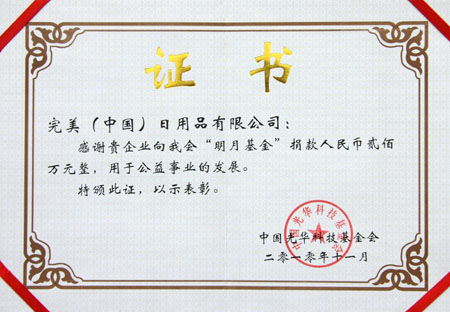 证书
完美（中国）日用品有限公司：
感谢贵企业向我会“明月基金”捐款人民币贰佰
万元整，用于公益事业的发展。
特颁此证，以示表彰。
中国光华科技基金会
中国光华科技基金会
二零一零年十一月